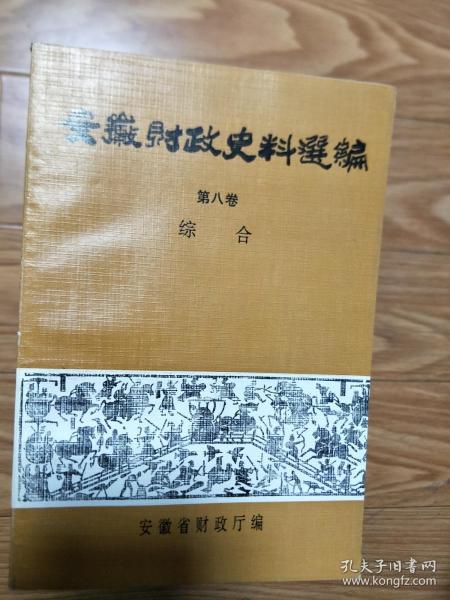 安徽财政史料選編
第八卷
综 合
安徽省财政厅编
孔夫子旧书网
www.kongfz.com